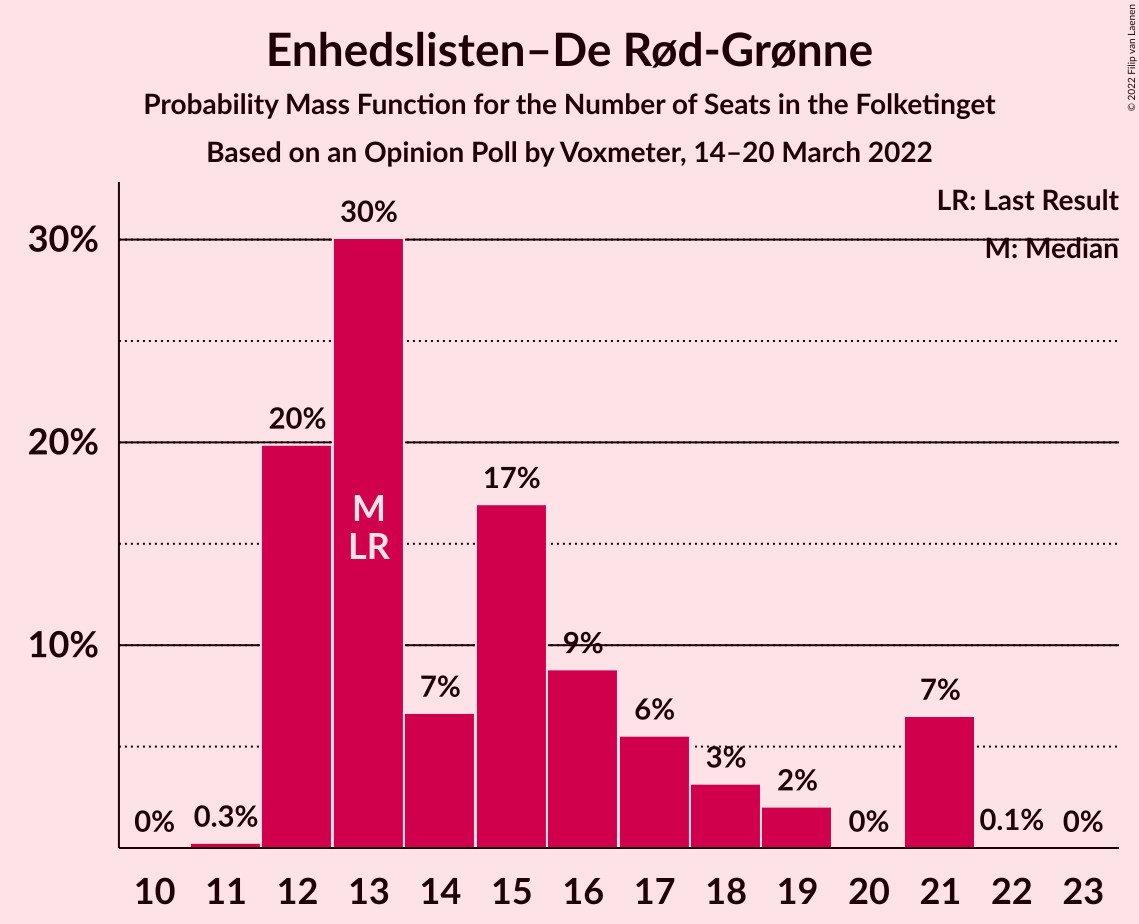 Enhedslisten–De Rød-Grønne
Probability Mass Function for the Number of Seats in the Folketinget
Based on an Opinion Poll by Voxmeter, 14–20 March 2022
© 2022 Filip van Laenen
LR: Last Result
M: Median
30%
20%
10%
0%
0.3%
20%
30%
7%
17%
9%
6%
3%
2%
0%
7%
0.1%
0%
M
LR
10 11 12 13 14 15 16 17 18 19 20 21 22 23